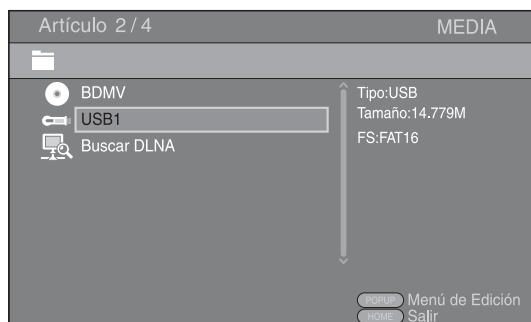 Artículo 2/4 MEDIA
BDMV
USB1
Buscar DLNA
Tipo:USB
Tamaño:14.779M
FS:FAT16
POPUP Menú de Edición
HOME Salir